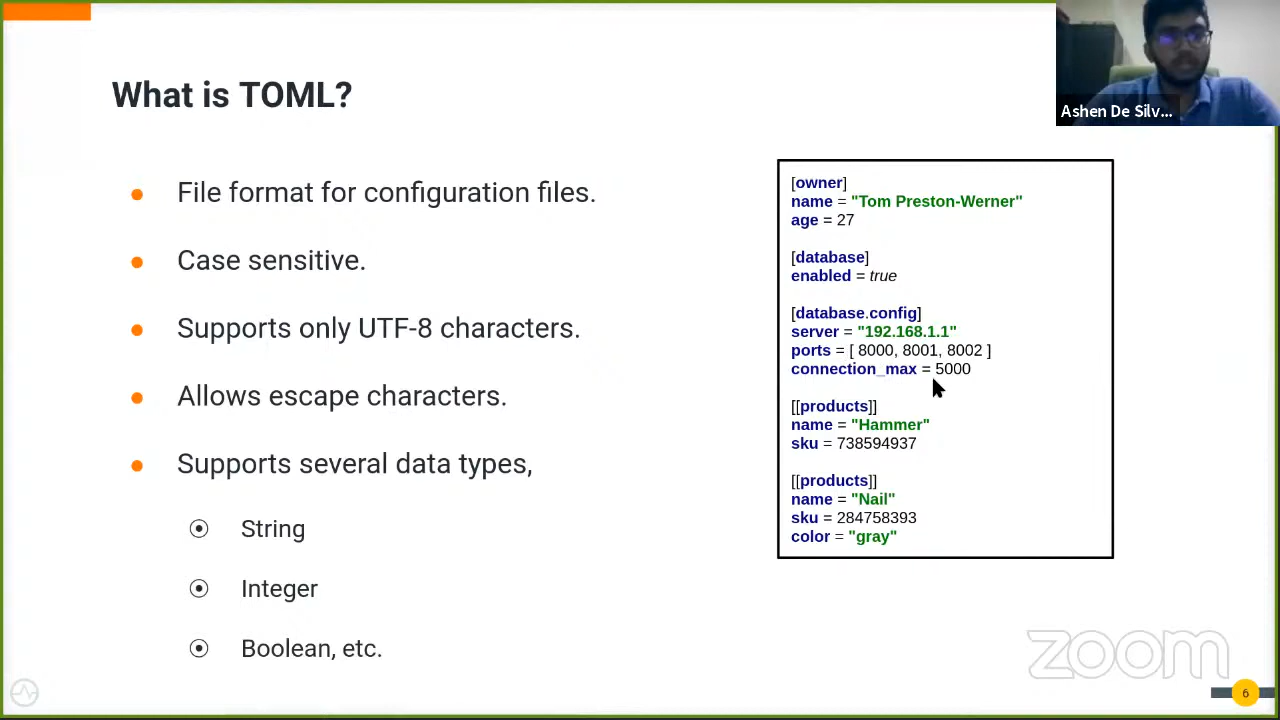 What is TOML?
File format for configuration files.
Case sensitive.
Supports only UTF-8 characters.
Allows escape characters.
Supports several data types,
String
Integer
Boolean, etc.
Ashen De Silv...
[owner]
name = "Tom Preston-Werner"
age = 27
[database]
enabled = true
[database.config]
server = "192.168.1.1"
ports = [ 8000, 8001, 8002 ]
connection_max = 5000
[[products]]
name = "Hammer"
sku = 738594937
[[products]]
name = "Nail"
sku = 284758393
color = "gray"
zoom
6